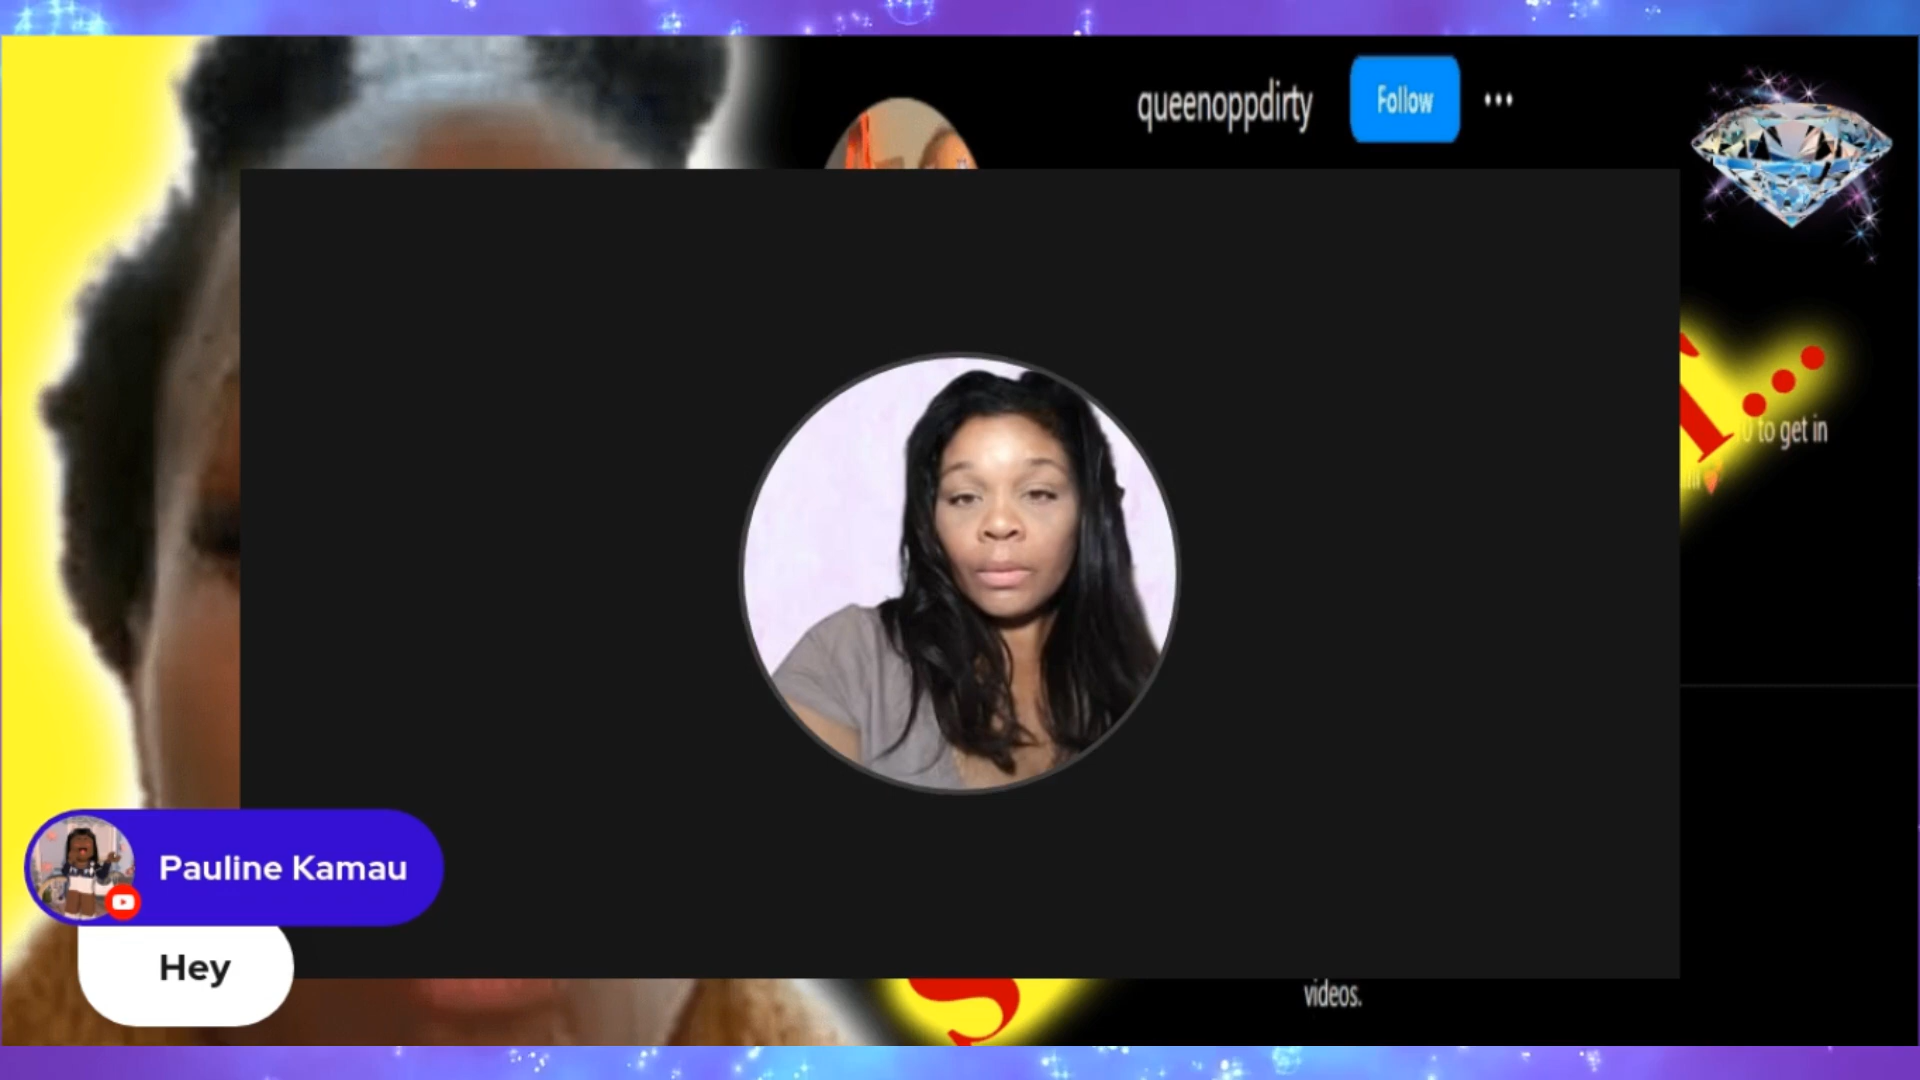 queenoppdirty
Follow
to get in
Pauline Kamau
Hey
S
videos.